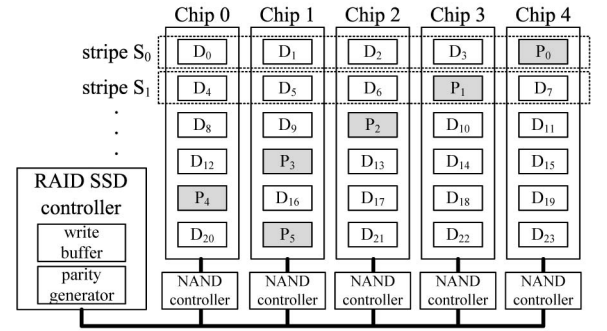 Chip 0 Chip 1 Chip 2 Chip 3 Chip 4
stripe S0 D0 D1 D2 D3 P0
stripe S1 D4 D5 D6 P1 D7
D8 D9 P2 D10 D11
D12 P3 D13 D14 D15
P4 D16 D17 D18 D19
D20 P5 D21 D22 D23
RAID SSD
controller
write
buffer
parity
generator
NAND
controller
NAND
controller
NAND
controller
NAND
controller
NAND
controller